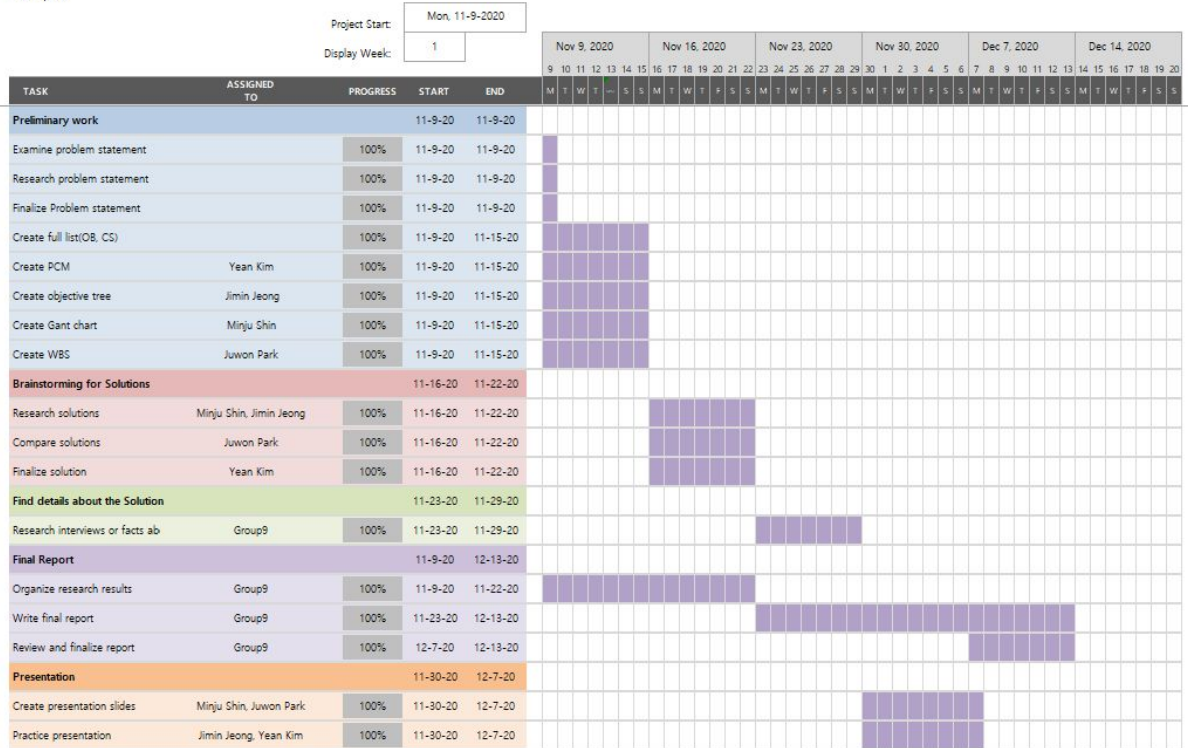 Project Start: Mon, 11-9-2020
Display Week: 1
Nov 9, 2020 Nov 16, 2020 Nov 23, 2020 Nov 30, 2020 Dec 7, 2020 Dec 14, 2020
9 10 11 12 13 14 15 16 17 18 19 20 21 22 23 24 25 26 27 28 29 30 1 2 3 4 5 6 7 8 9 10 11 12 13 14 15 16 17 18 19 20
TASK ASSIGNED TO PROGRESS START END M T W T S S M T W T F S S M T W T F S S M T W T F S S M T W T F S S M T W T F S S
Preliminary work 11-9-20 11-9-20
Examine problem statement 100% 11-9-20 11-9-20
Research problem statement 100% 11-9-20 11-9-20
Finalize Problem statement 100% 11-9-20 11-9-20
Create full list(OB, CS) 100% 11-9-20 11-15-20
Create PCM Yean Kim 100% 11-9-20 11-15-20
Create objective tree Jimin Jeong 100% 11-9-20 11-15-20
Create Gant chart Minju Shin 100% 11-9-20 11-15-20
Create WBS Juwon Park 100% 11-9-20 11-15-20
Brainstorming for Solutions 11-16-20 11-22-20
Research solutions Minju Shin, Jimin Jeong 100% 11-16-20 11-22-20
Compare solutions Juwon Park 100% 11-16-20 11-22-20
Finalize solution Yean Kim 100% 11-16-20 11-22-20
Find details about the Solution 11-23-20 11-29-20
Research interviews or facts ab Group9 100% 11-23-20 11-29-20
Final Report 11-9-20 12-13-20
Organize research results Group9 100% 11-9-20 11-22-20
Write final report Group9 100% 11-23-20 12-13-20
Review and finalize report Group9 100% 12-7-20 12-13-20
Presentation 11-30-20 12-7-20
Create presentation slides Minju Shin, Juwon Park 100% 11-30-20 12-7-20
Practice presentation Jimin Jeong, Yean Kim 100% 11-30-20 12-7-20